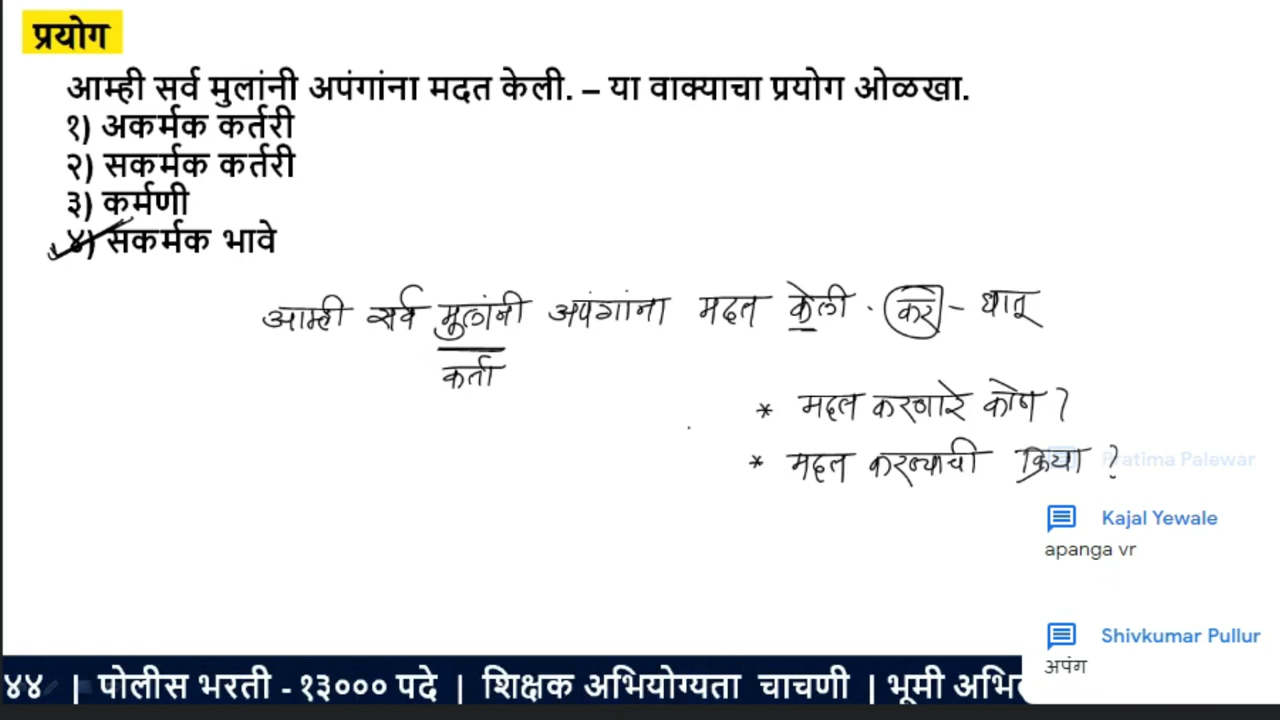 प्रयोग
आम्ही सर्व मुलांनी अपंगांना मदत केली. – या वाक्याचा प्रयोग ओळखा.
१) अकर्मक कर्तरी
२) सकर्मक कर्तरी
३) कर्मणी
४) सकर्मक भावे
आम्ही सर्व मुलांनी अपंगांना मदत केली . कर – धातू
कर्ता
* मदत करणारे कोण ?
* मदत करण्याची क्रिया ?
Pratima Palewar
Kajal Yewale
apanga vr
Shivkumar Pullur
अपंग
४४ | पोलीस भरती - १३००० पदे | शिक्षक अभियोग्यता चाचणी | भूमी